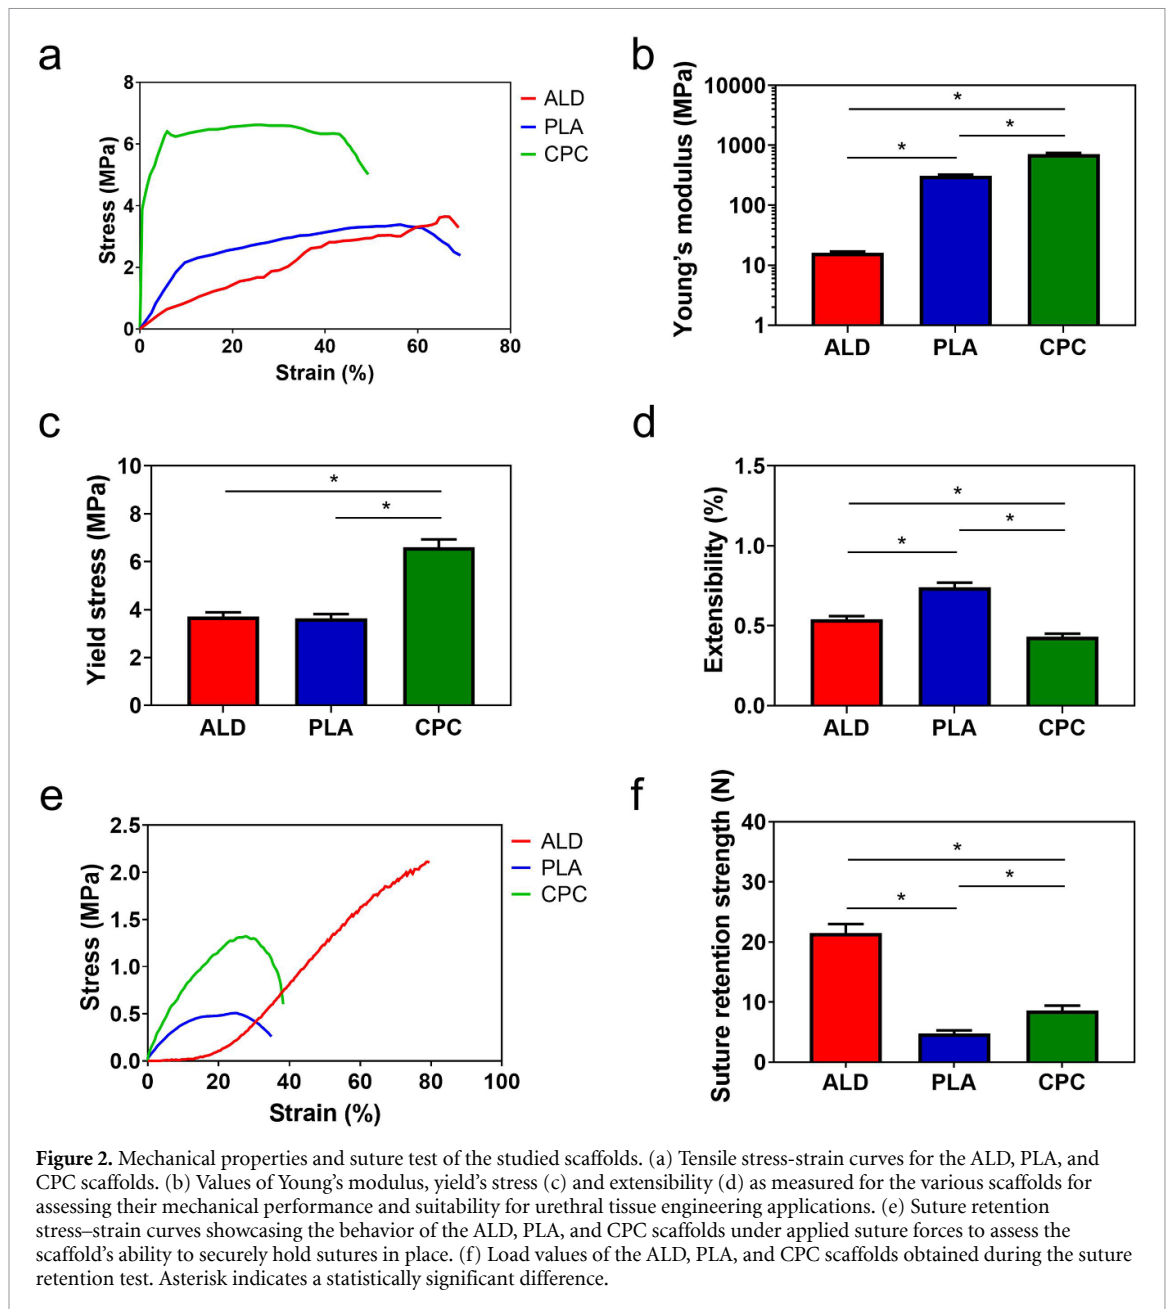 a
8
6
4
2
0
Stress (MPa)
0 20 40 60 80
Strain (%)
ALD
PLA
CPC
b
10000
1000
100
10
1
Young's modulus (MPa)
*
*
*
ALD PLA CPC
c
10
8
6
4
2
0
Yield stress (MPa)
*
*
ALD PLA CPC
d
1.5
1.0
0.5
0.0
Extensibility (%)
*
*
*
ALD PLA CPC
e
2.5
2.0
1.5
1.0
0.5
0.0
Stress (MPa)
0 20 40 60 80 100
Strain (%)
ALD
PLA
CPC
f
40
30
20
10
0
Suture retention strength (N)
*
*
*
ALD PLA CPC
Figure 2. Mechanical properties and suture test of the studied scaffolds. (a) Tensile stress-strain curves for the ALD, PLA, and
CPC scaffolds. (b) Values of Young's modulus, yield's stress (c) and extensibility (d) as measured for the various scaffolds for
assessing their mechanical performance and suitability for urethral tissue engineering applications. (e) Suture retention
stress–strain curves showcasing the behavior of the ALD, PLA, and CPC scaffolds under applied suture forces to assess the
scaffold's ability to securely hold sutures in place. (f) Load values of the ALD, PLA, and CPC scaffolds obtained during the suture
retention test. Asterisk indicates a statistically significant difference.